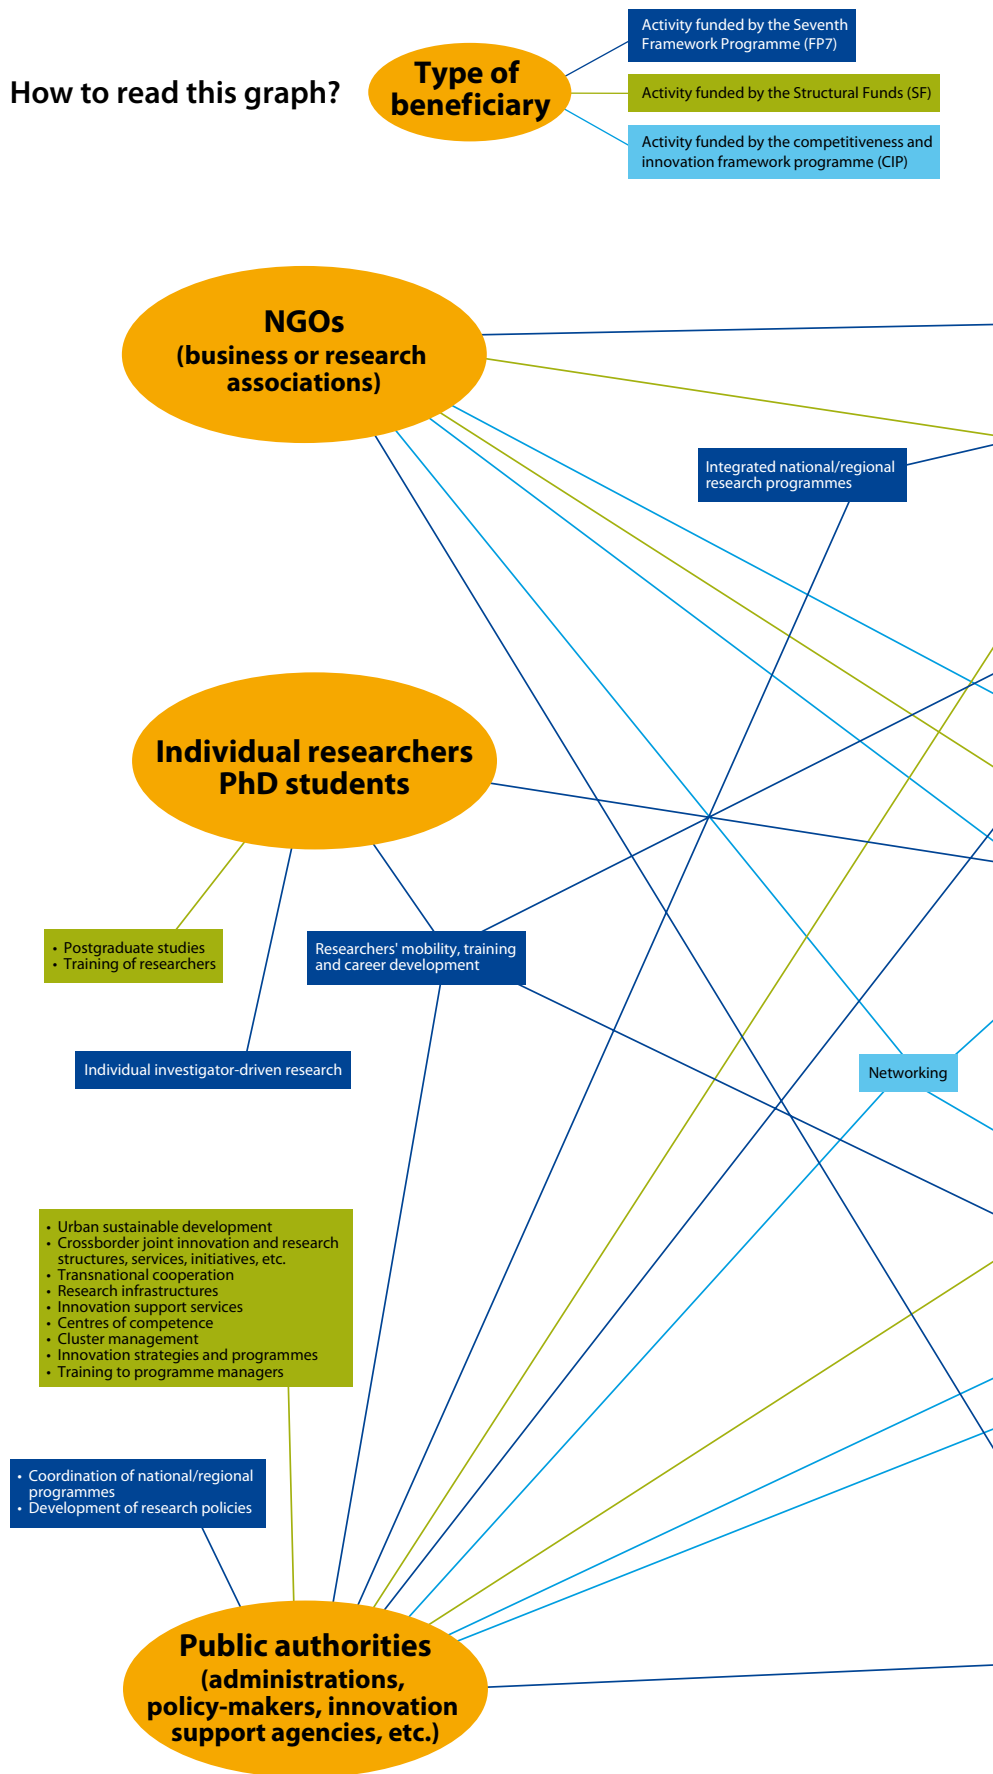 How to read this graph?
Type of
beneficiary
Activity funded by the Seventh
Framework Programme (FP7)
Activity funded by the Structural Funds (SF)
Activity funded by the competitiveness and
innovation framework programme (CIP)
NGOs
(business or research
associations)
Integrated national/regional
research programmes
Individual researchers
PhD students
• Postgraduate studies
• Training of researchers
Researchers' mobility, training
and career development
Individual investigator-driven research
Networking
• Urban sustainable development
• Crossborder joint innovation and research
structures, services, initiatives, etc.
• Transnational cooperation
• Research infrastructures
• Innovation support services
• Centres of competence
• Cluster management
• Innovation strategies and programmes
• Training to programme managers
• Coordination of national/regional
programmes
• Development of research policies
Public authorities
(administrations,
policy-makers, innovation
support agencies, etc.)